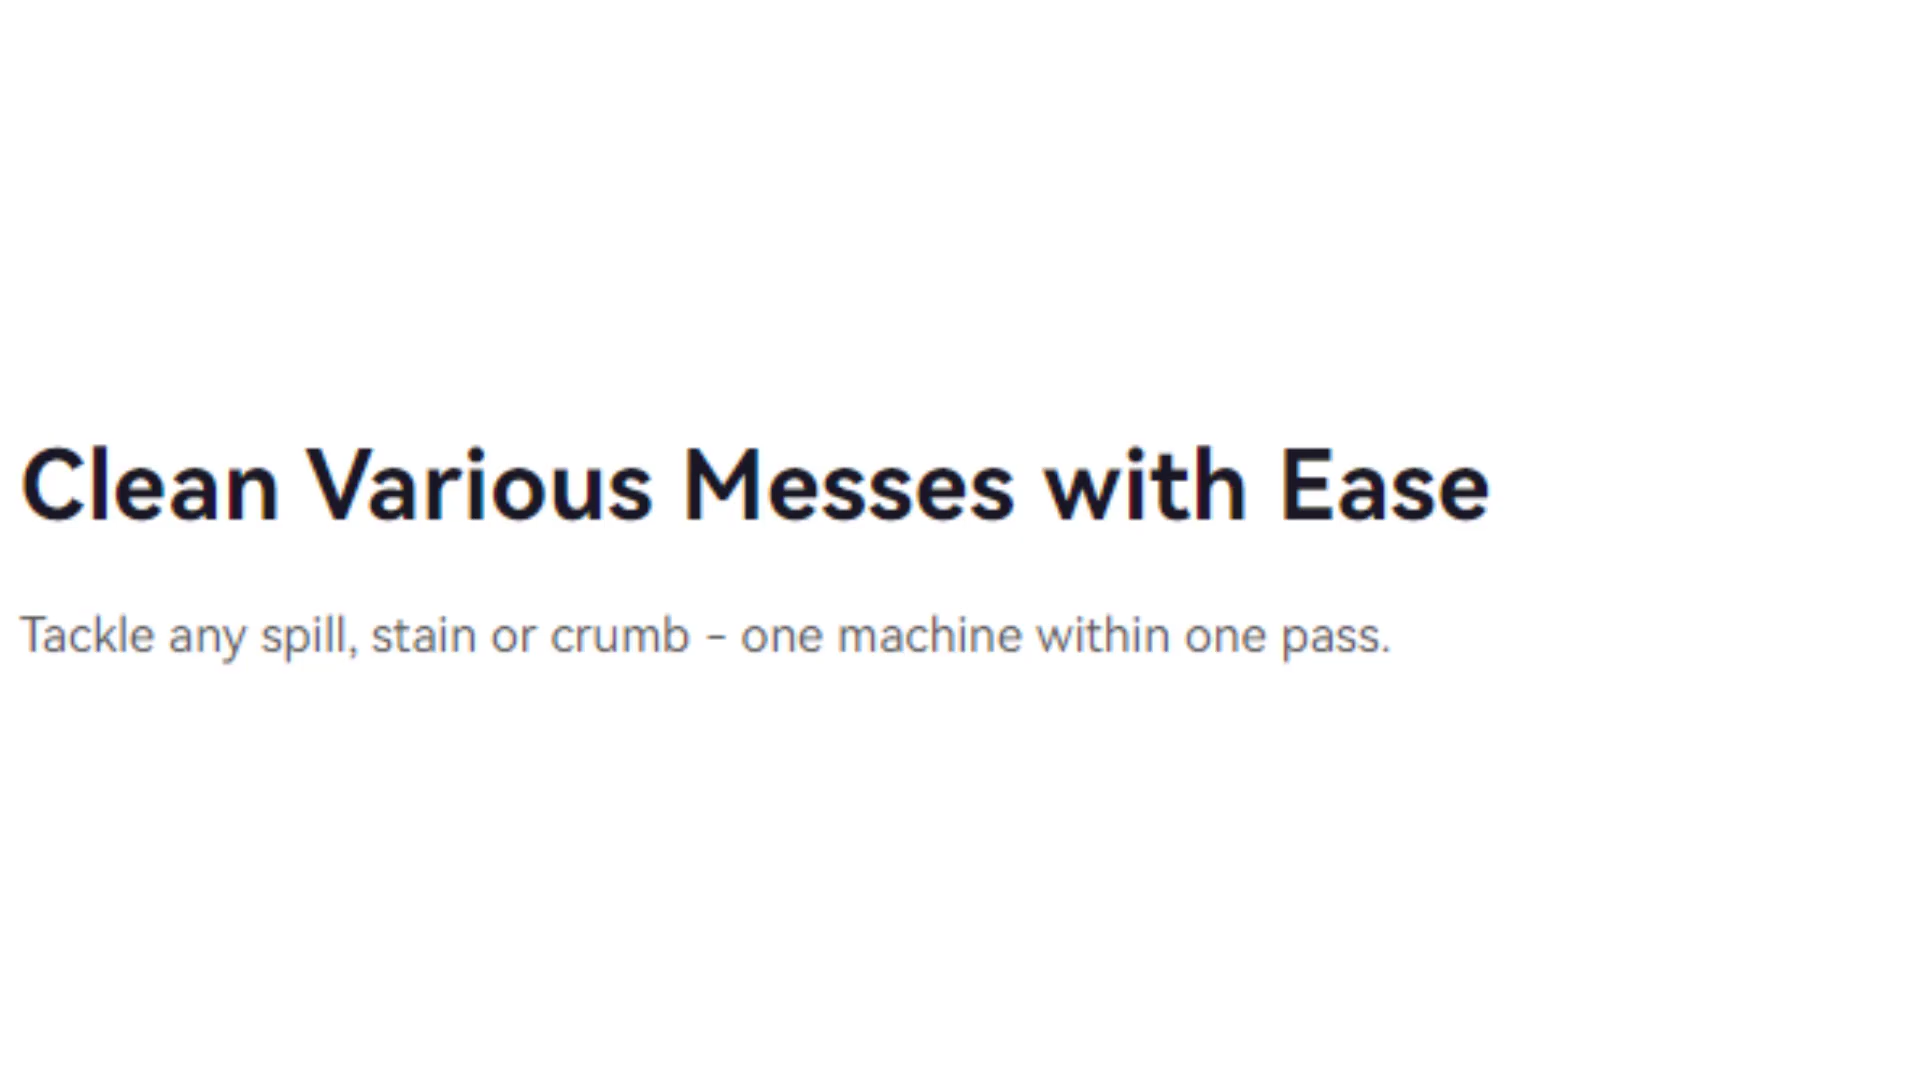 Clean Various Messes with Ease
Tackle any spill, stain or crumb – one machine within one pass.